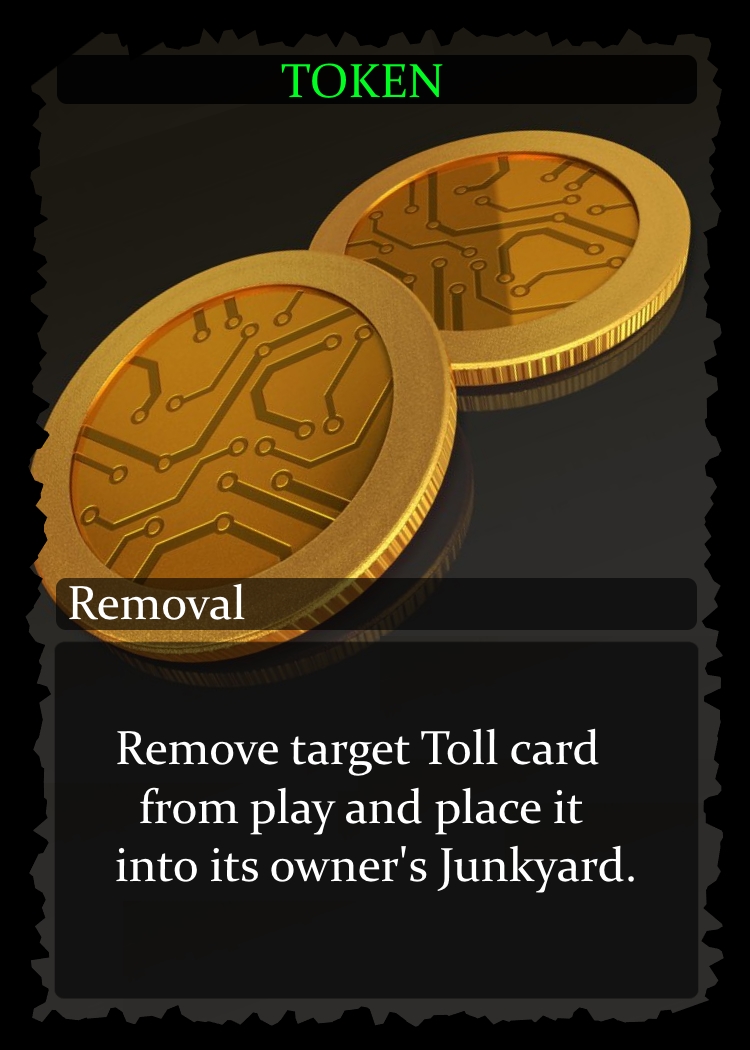 TOKEN
Removal
Remove target Toll card
from play and place it
into its owner's Junkyard.